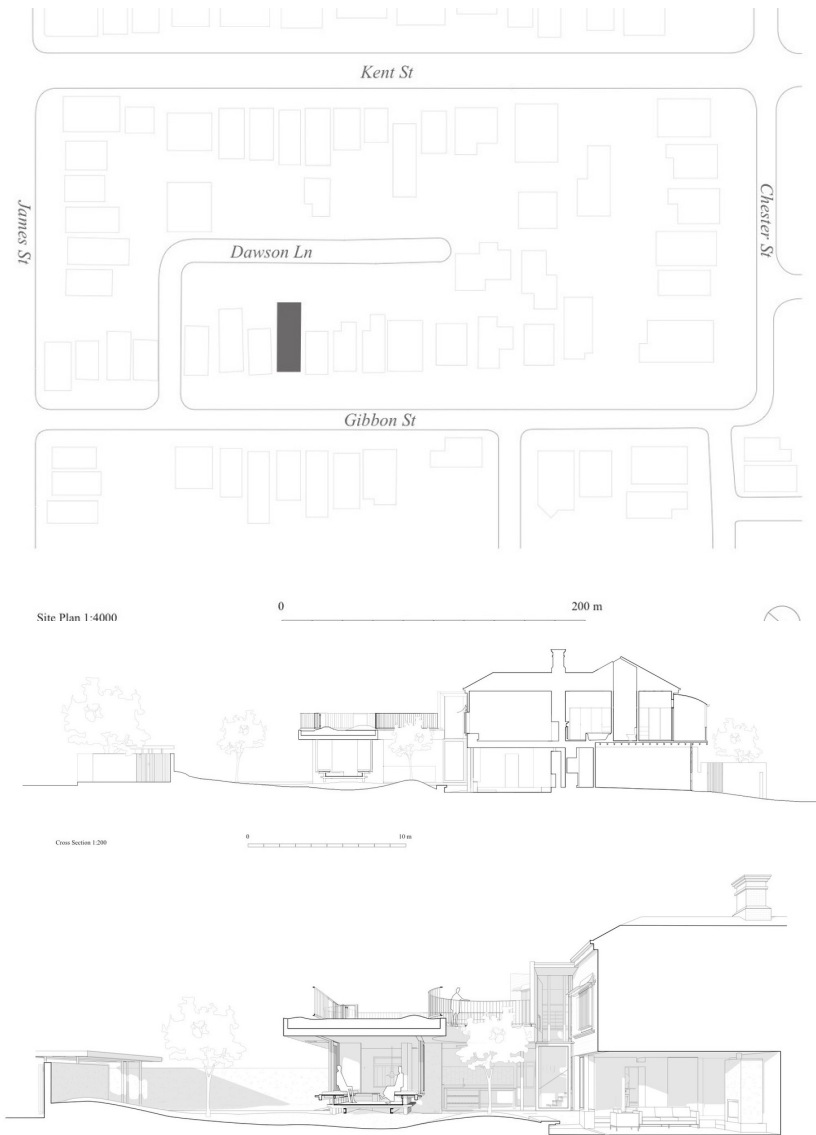 Kent St
James St
Chester St
Dawson Ln
Gibbon St
Site Plan 1:4000
0
200 m
Cross Section 1:200
0
10 m